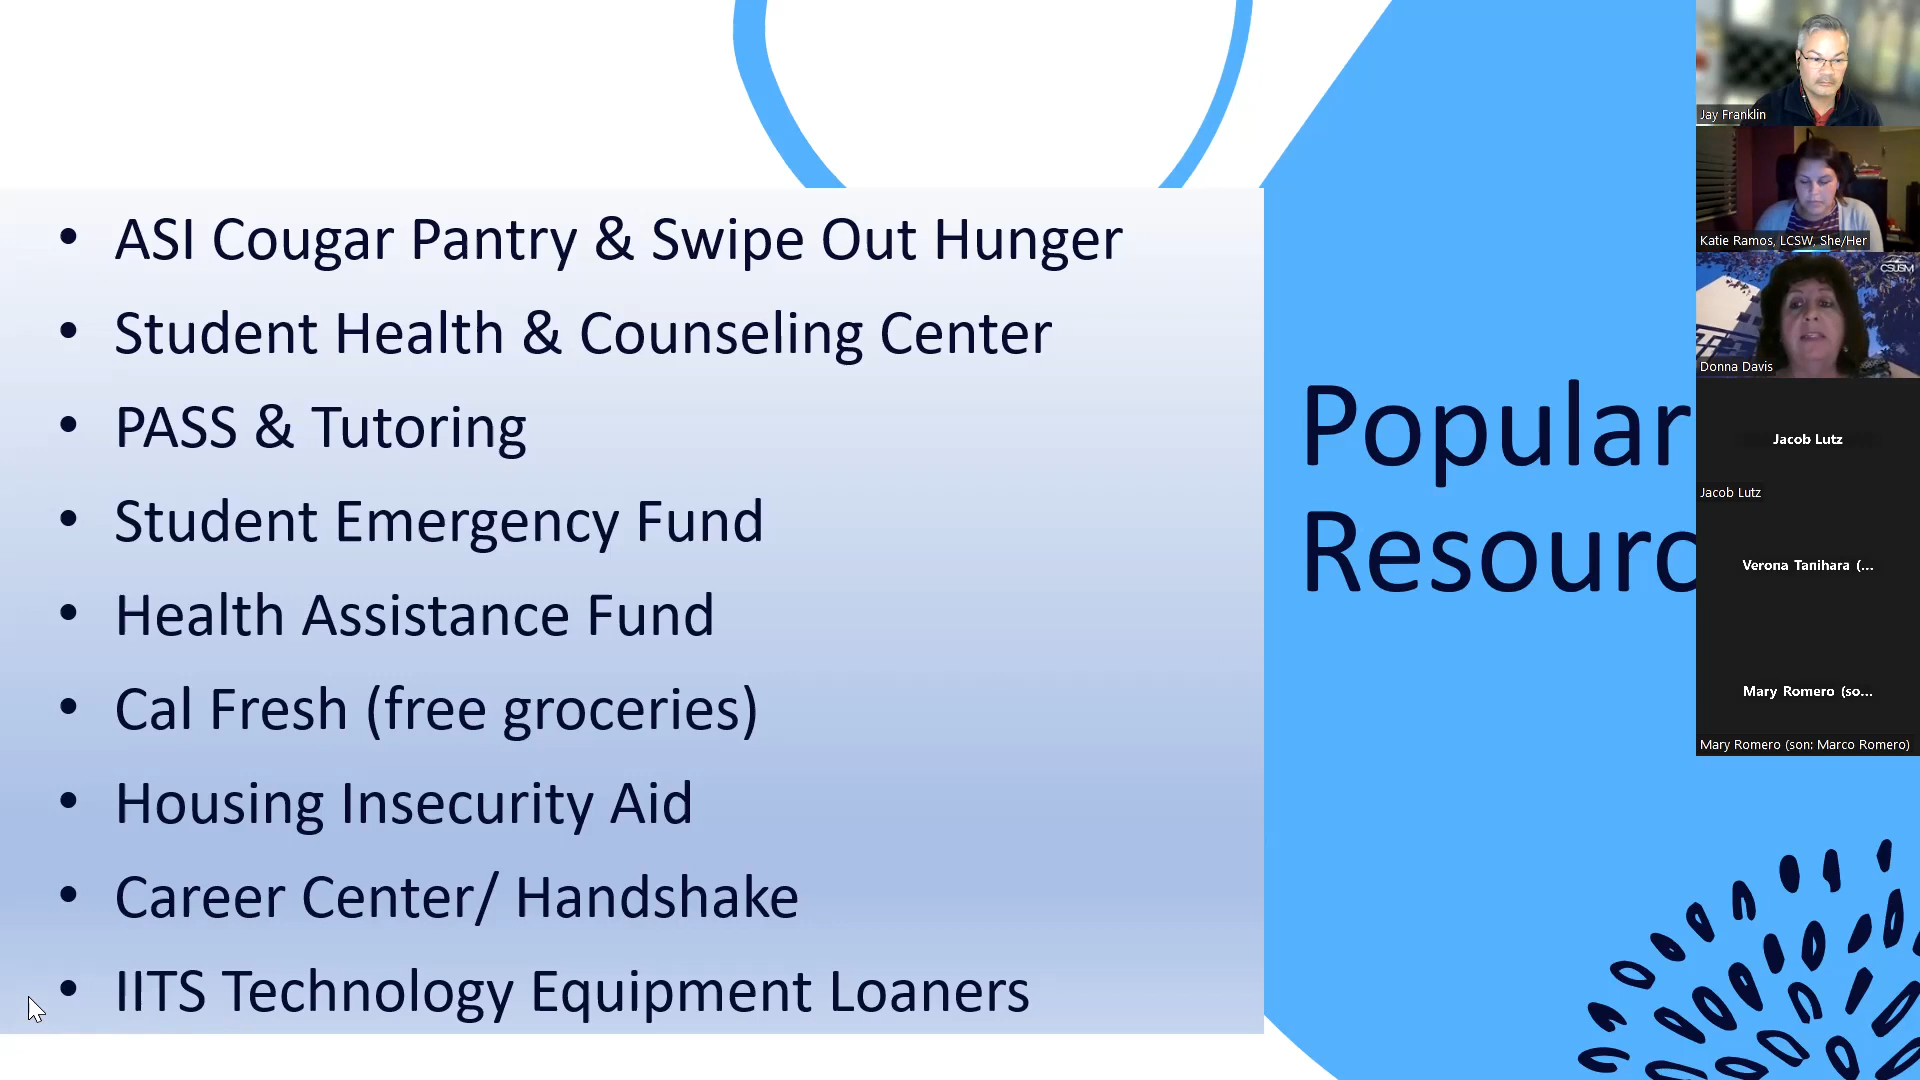 • ASI Cougar Pantry & Swipe Out Hunger
• Student Health & Counseling Center
• PASS & Tutoring
• Student Emergency Fund
• Health Assistance Fund
• Cal Fresh (free groceries)
• Housing Insecurity Aid
• Career Center/ Handshake
• IITS Technology Equipment Loaners
Popular
Resourc
Jay Franklin
Katie Ramos, LCSW, She/Her
CSUSM
Donna Davis
Jacob Lutz
Jacob Lutz
Verona Tanihara (...
Mary Romero (so...
Mary Romero (son: Marco Romero)